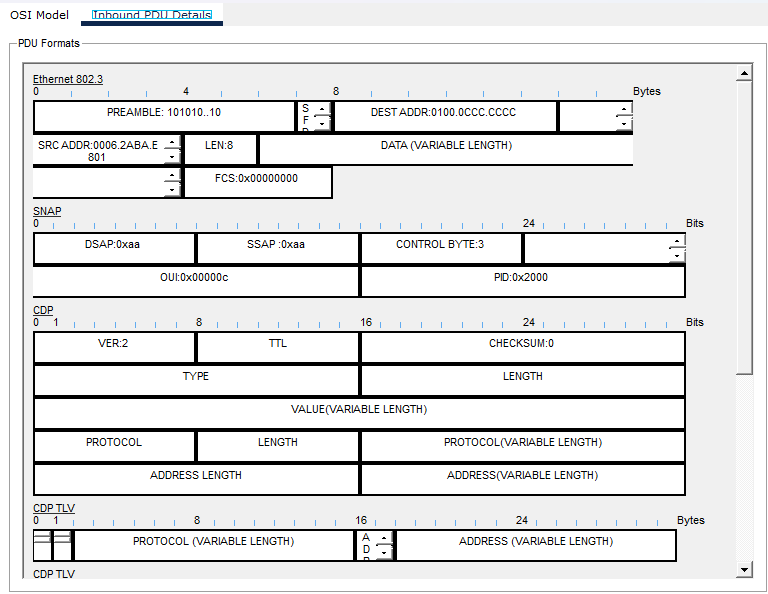 OSI Model Inbound PDU Details
PDU Formats
Ethernet 802.3
0 4 8 Bytes
PREAMBLE: 101010..10 S F DEST ADDR:0100.0CCC.CCCC
SRC ADDR:0006.2ABA.E LEN:8 DATA (VARIABLE LENGTH)
801
FCS:0x00000000
SNAP
0 24 Bits
DSAP:0xaa SSAP :0xaa CONTROL BYTE:3
OUI:0x00000c PID:0x2000
CDP
0 1 8 16 24 Bits
VER:2 TTL CHECKSUM:0
TYPE LENGTH
VALUE(VARIABLE LENGTH)
PROTOCOL LENGTH PROTOCOL(VARIABLE LENGTH)
ADDRESS LENGTH ADDRESS(VARIABLE LENGTH)
CDP TLV
0 1 8 16 24 Bytes
PROTOCOL (VARIABLE LENGTH) A D ADDRESS (VARIABLE LENGTH)
CDP TLV